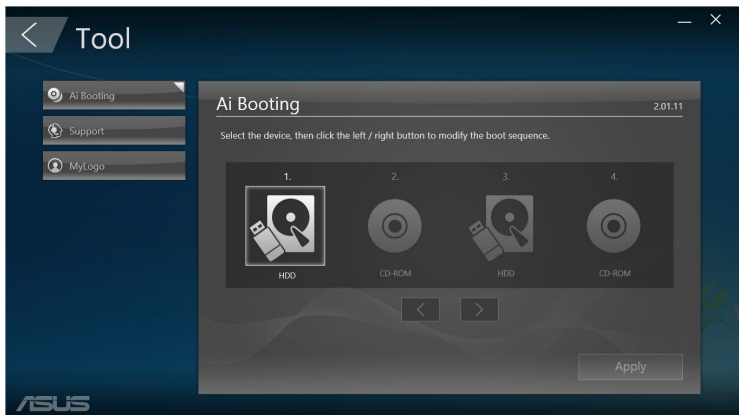 Tool
Ai Booting
Support
MyLogo
Ai Booting
2.01.11
Select the device, then click the left / right button to modify the boot sequence.
1. 2. 3. 4.
HDD CD-ROM HDD CD-ROM
Apply
ASUS